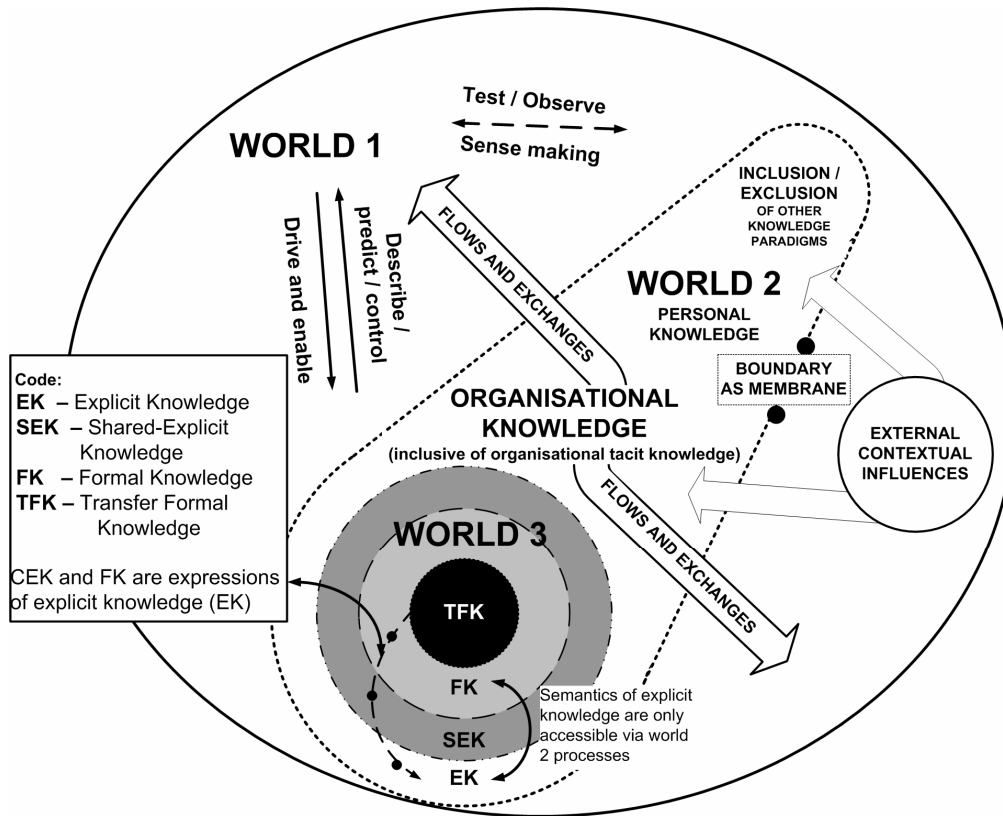 Test / Observe
Sense making
WORLD 1
Drive and enable
Describe /
predict / control
FLOWS AND EXCHANGES
INCLUSION /
EXCLUSION
OF OTHER
KNOWLEDGE
PARADIGMS
WORLD 2
PERSONAL
KNOWLEDGE
BOUNDARY
AS MEMBRANE
EXTERNAL
CONTEXTUAL
INFLUENCES
ORGANISATIONAL
KNOWLEDGE
(inclusive of organisational tacit knowledge)
FLOWS AND EXCHANGES
Code:
EK – Explicit Knowledge
SEK – Shared-Explicit
Knowledge
FK – Formal Knowledge
TFK – Transfer Formal
Knowledge
CEK and FK are expressions
of explicit knowledge (EK)
WORLD 3
TFK
FK
SEK
EK
Semantics of explicit
knowledge are only
accessible via world
2 processes